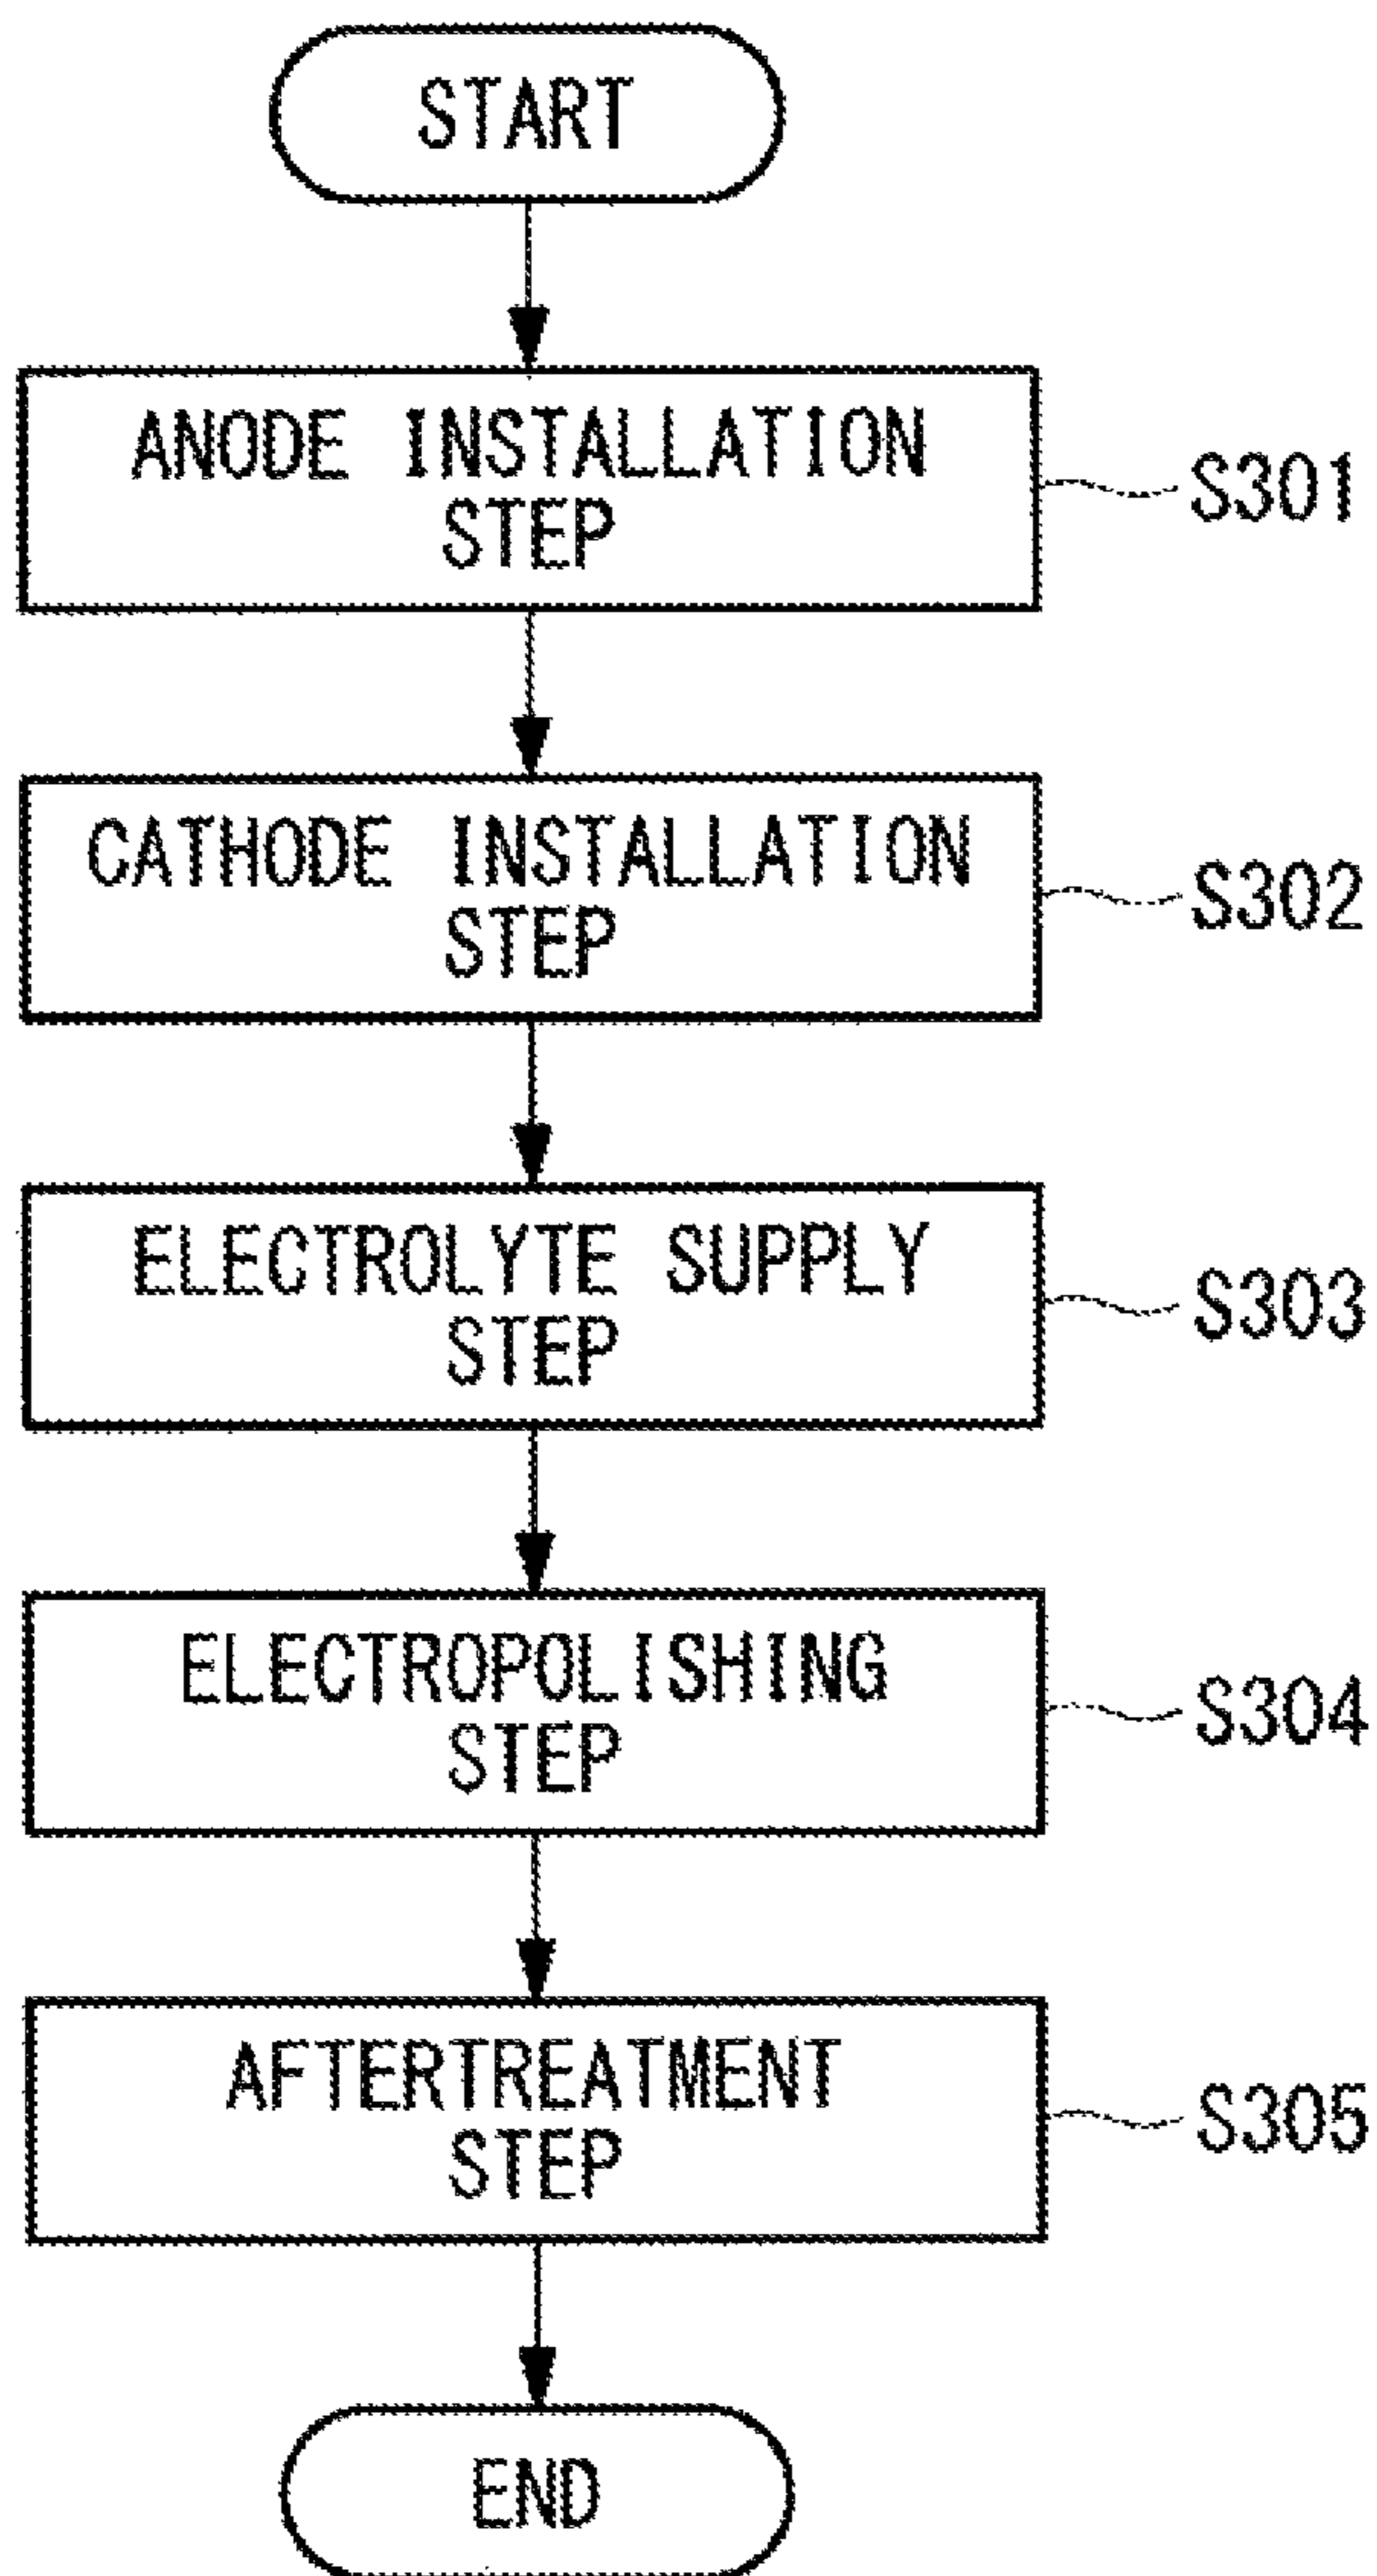 START
ANODE INSTALLATION
STEP
S301
CATHODE INSTALLATION
STEP
S302
ELECTROLYTE SUPPLY
STEP
S303
ELECTROPOLISHING
STEP
S304
AFTERTREATMENT
STEP
S305
END